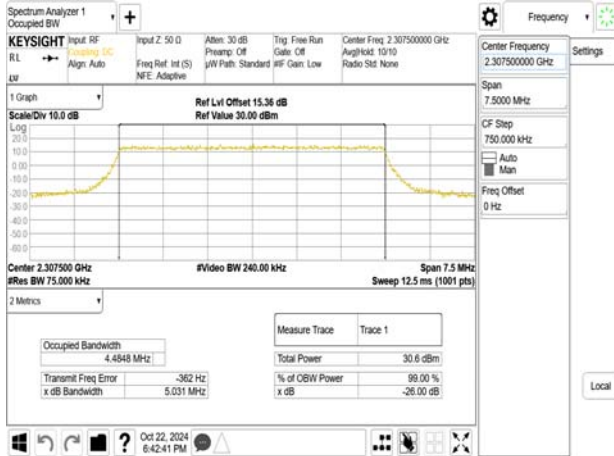 Spectrum Analyzer 1
Occupied BW
KEYSIGHT
RL
Input: RF
Coupling: DC
Align: Auto
Input Z: 50 Ω
Freq Ref: Int (S)
NFE: Adaptive
Atten: 30 dB
Preamp: Off
µW Path: Standard
Trig: Free Run
Gate: Off
#IF Gain: Low
Center Freq: 2.307500000 GHz
Avg|Hold: 10/10
Radio Std: None
1 Graph
Scale/Div 10.0 dB
Ref Lvl Offset 15.36 dB
Ref Value 30.00 dBm
Log
20.0
10.0
0.00
-10.0
-20.0
-30.0
-40.0
-50.0
-60.0
Center 2.307500 GHz
#Res BW 75.000 kHz
#Video BW 240.00 kHz
Span 7.5 MHz
Sweep 12.5 ms (1001 pts)
2 Metrics
Occupied Bandwidth
4.4848 MHz
Transmit Freq Error -362 Hz
x dB Bandwidth 5.031 MHz
Measure Trace Trace 1
Total Power 30.6 dBm
% of OBW Power 99.00 %
x dB -26.00 dB
Oct 22, 2024
6:42:41 PM
?
Frequency
Center Frequency
2.307500000 GHz
Span
7.5000 MHz
CF Step
750.000 kHz
Auto
Man
Freq Offset
0 Hz
Settings
Local